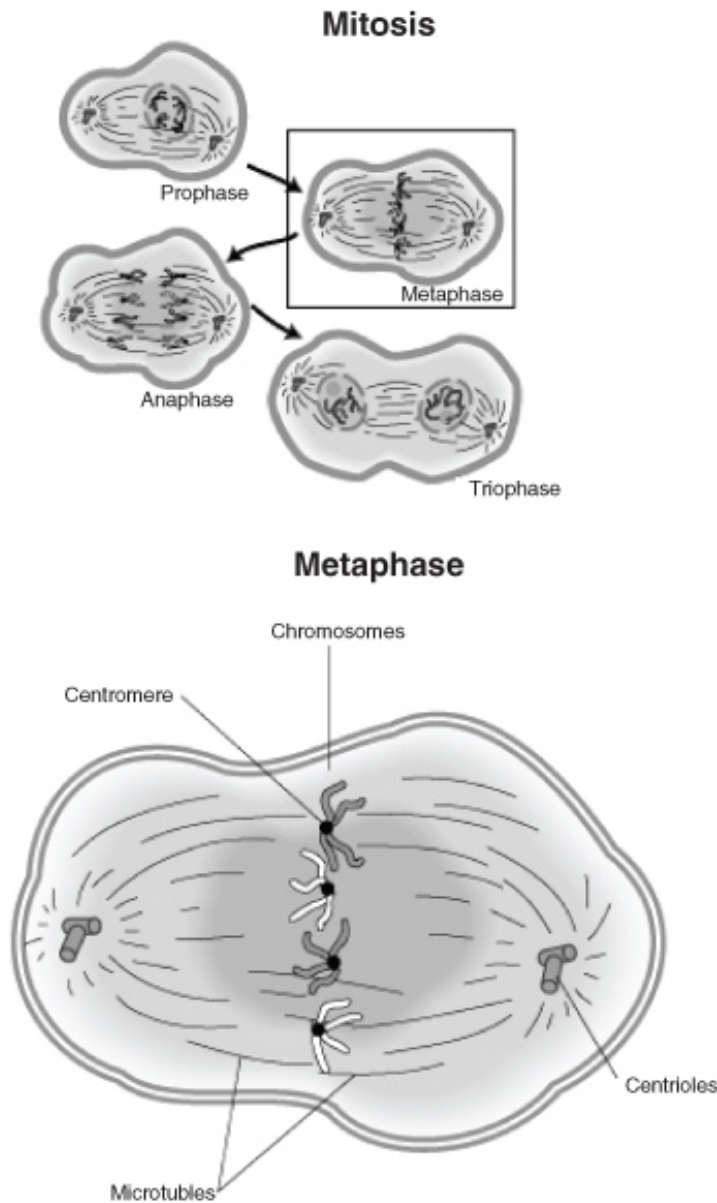 Mitosis
Prophase
Metaphase
Anaphase
Triophase
Metaphase
Chromosomes
Centromere
Centrioles
Microtubles